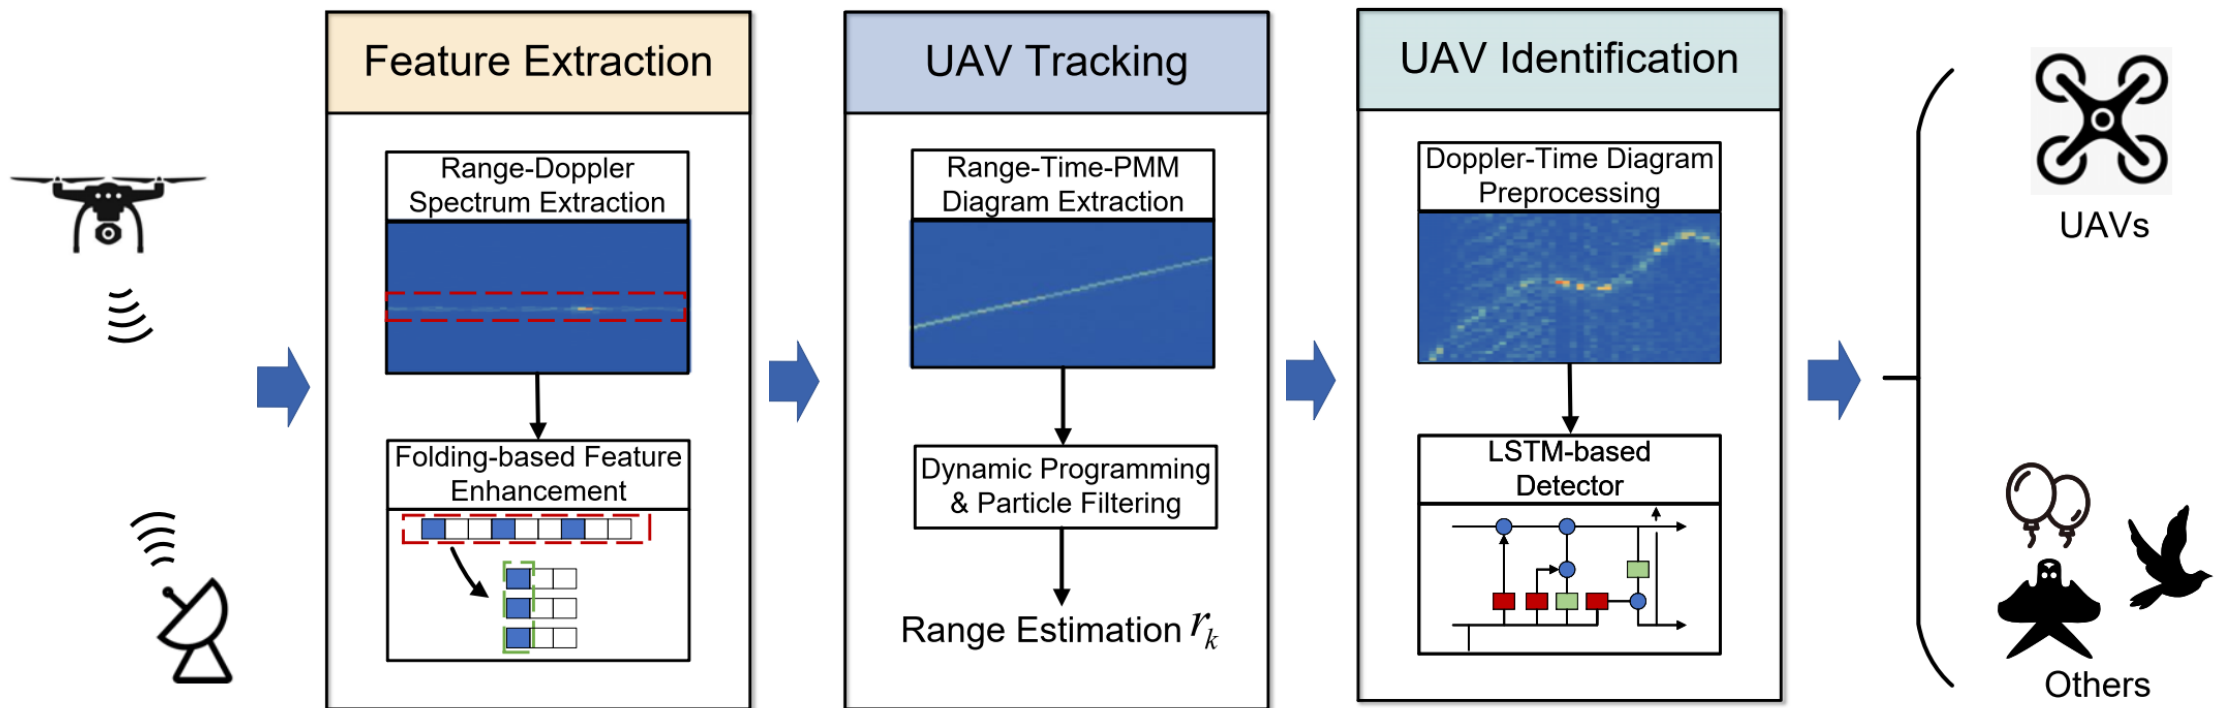 Feature Extraction
Range-Doppler
Spectrum Extraction
Folding-based Feature
Enhancement
UAV Tracking
Range-Time-PMM
Diagram Extraction
Dynamic Programming
& Particle Filtering
Range Estimation r_k
UAV Identification
Doppler-Time Diagram
Preprocessing
LSTM-based
Detector
UAVs
Others